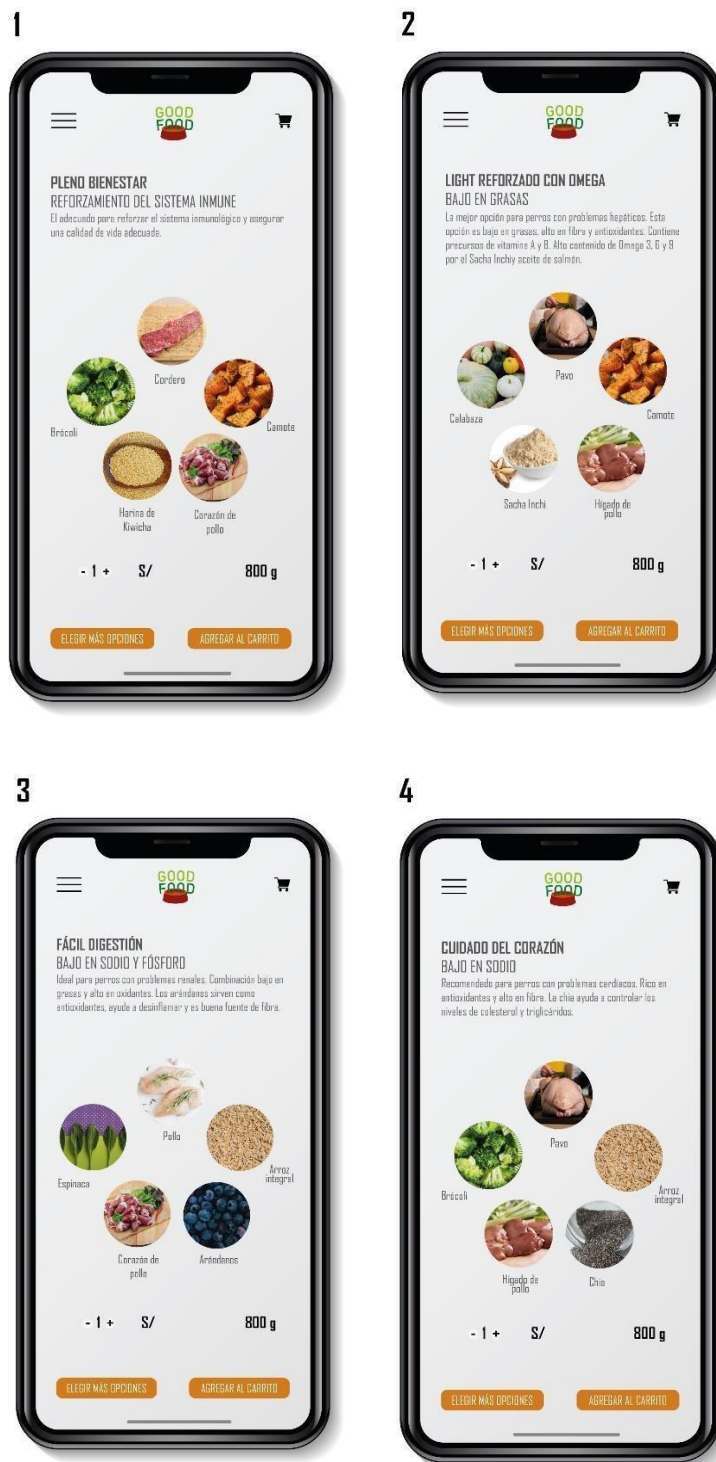 1
GOOD
FOOD
PLENO BIENESTAR
REFORZAMIENTO DEL SISTEMA INMUNE
El adecuado para reforzar el sistema inmunológico y asegurar
una calidad de vida adecuada.
Cordero
Brócoli
Camote
Harina de
Kiwicha
Corazón de
pollo
- 1 + S/ 800 g
ELEGIR MÁS OPCIONES AGREGAR AL CARRITO
2
GOOD
FOOD
LIGHT REFORZADO CON OMEGA
BAJO EN GRASAS
La mejor opción para perros con problemas hepáticos. Esta
opción es bajo en grasas, alto en fibra y antioxidantes. Contiene
precursos de vitamina A y B. Alto contenido de Omega 3, 6 y 9
por el Sacha Inchiy aceite de salmón.
Pavo
Calabaza
Camote
Sacha Inchi
Hígado de
pollo
- 1 + S/ 800 g
ELEGIR MÁS OPCIONES AGREGAR AL CARRITO
3
GOOD
FOOD
FÁCIL DIGESTIÓN
BAJO EN SODIO Y FÓSFORO
Ideal para perros con problemas renales. Combinación bajo en
grasas y alto en oxidantes. Los arándanos sirven como
antioxidantes, ayuda a desinflamar y es buena fuente de fibra.
Pollo
Espinaca
Arroz
integral
Corazón de
pollo
Arándanos
- 1 + S/ 800 g
ELEGIR MÁS OPCIONES AGREGAR AL CARRITO
4
GOOD
FOOD
CUIDADO DEL CORAZÓN
BAJO EN SODIO
Recomendado para perros con problemas cardíacos. Rico en
antioxidantes y alto en fibra. La chía ayuda a controlar los
niveles de colesterol y triglicéridos.
Pavo
Brócoli
Arroz
integral
Hígado de
pollo
Chía
- 1 + S/ 800 g
ELEGIR MÁS OPCIONES AGREGAR AL CARRITO